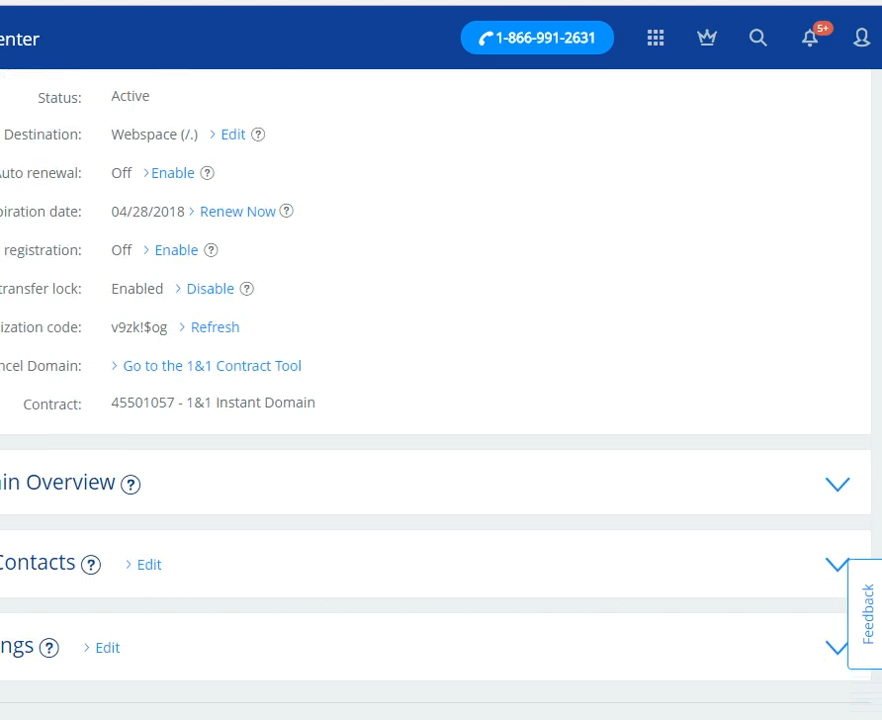 enter 1-866-991-2631 5+
Status: Active
Destination: Webspace (/.) > Edit ?
uto renewal: Off > Enable ?
piration date: 04/28/2018 > Renew Now ?
registration: Off > Enable ?
transfer lock: Enabled > Disable ?
ization code: v9zk!$og > Refresh
ncel Domain: > Go to the 1&1 Contract Tool
Contract: 45501057 - 1&1 Instant Domain
in Overview ?
Contacts ? > Edit
Feedback
ngs ? > Edit